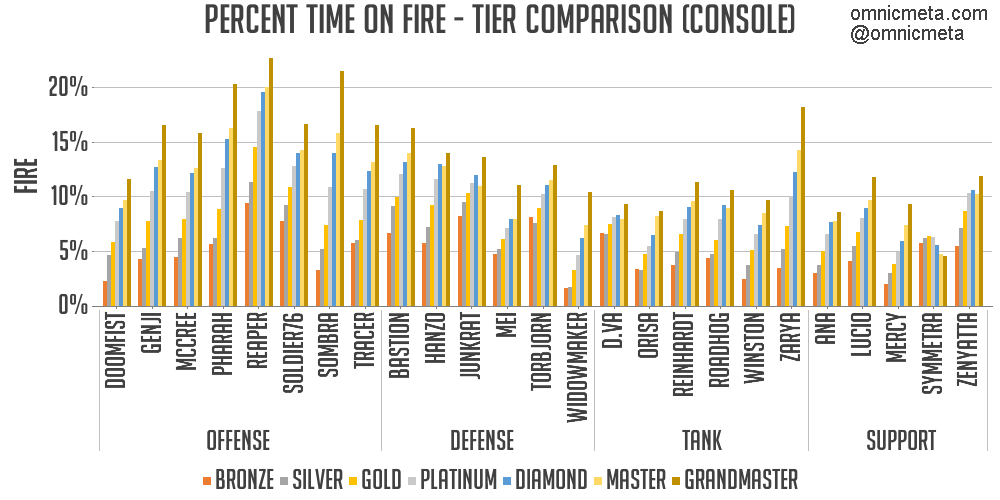 PERCENT TIME ON FIRE - TIER COMPARISON (CONSOLE)
omnicmeta.com
@omnicmeta
FIRE
20%
15%
10%
5%
0%
DOOMFIST
GENJI
MCCREE
PHARAH
REAPER
SOLDIER76
SOMBRA
TRACER
BASTION
HANZO
JUNKRAT
MEI
TORBJORN
WIDOWMAKER
D.VA
ORISA
REINHARDT
ROADHOG
WINSTON
ZARYA
ANA
LUCIO
MERCY
SYMMETRA
ZENYATTA
OFFENSE
DEFENSE
TANK
SUPPORT
BRONZE
SILVER
GOLD
PLATINUM
DIAMOND
MASTER
GRANDMASTER